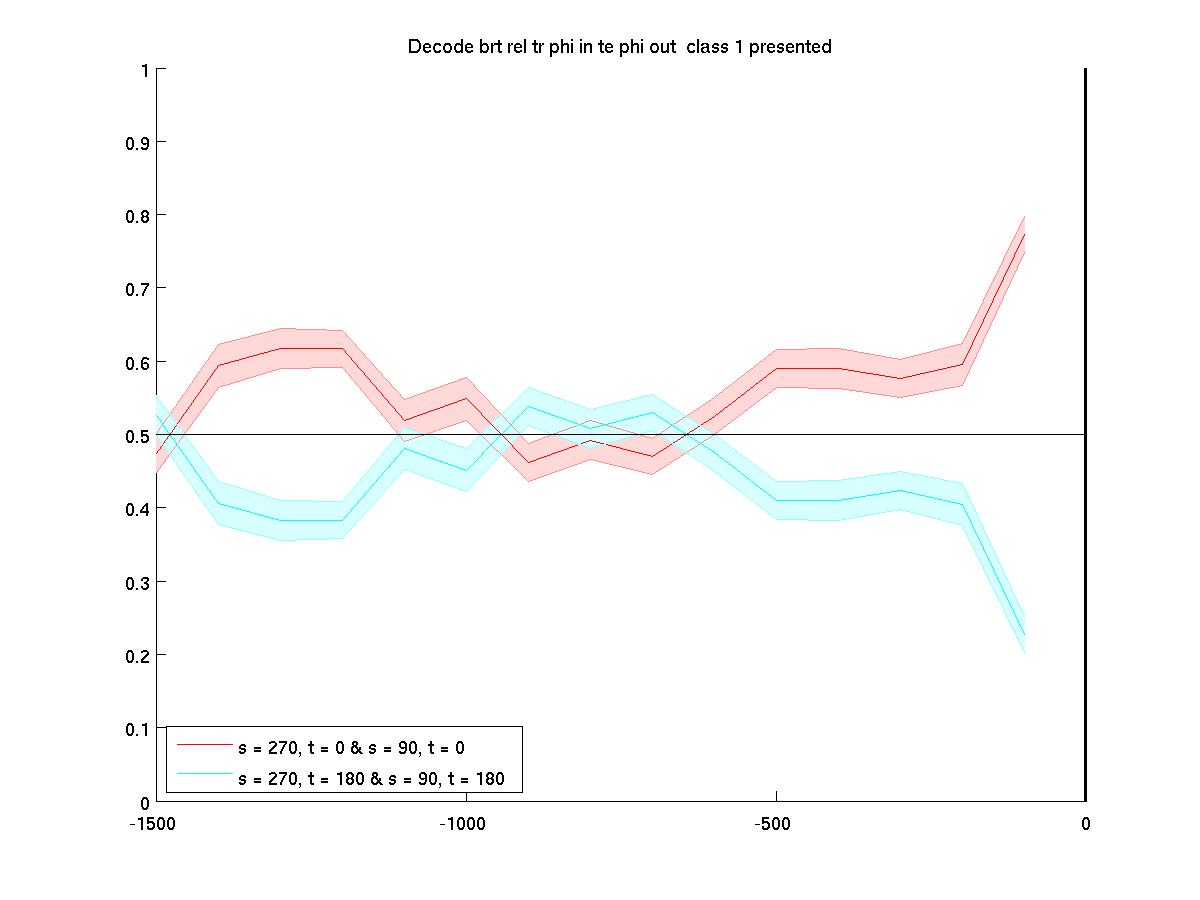 Decode brt rel tr phi in te phi out  class 1 presented
1
0.9
0.8
0.7
0.6
0.5
0.4
0.3
0.2
0.1
0
s = 270, t = 0 & s = 90, t = 0
s = 270, t = 180 & s = 90, t = 180
-1500 -1000 -500 0